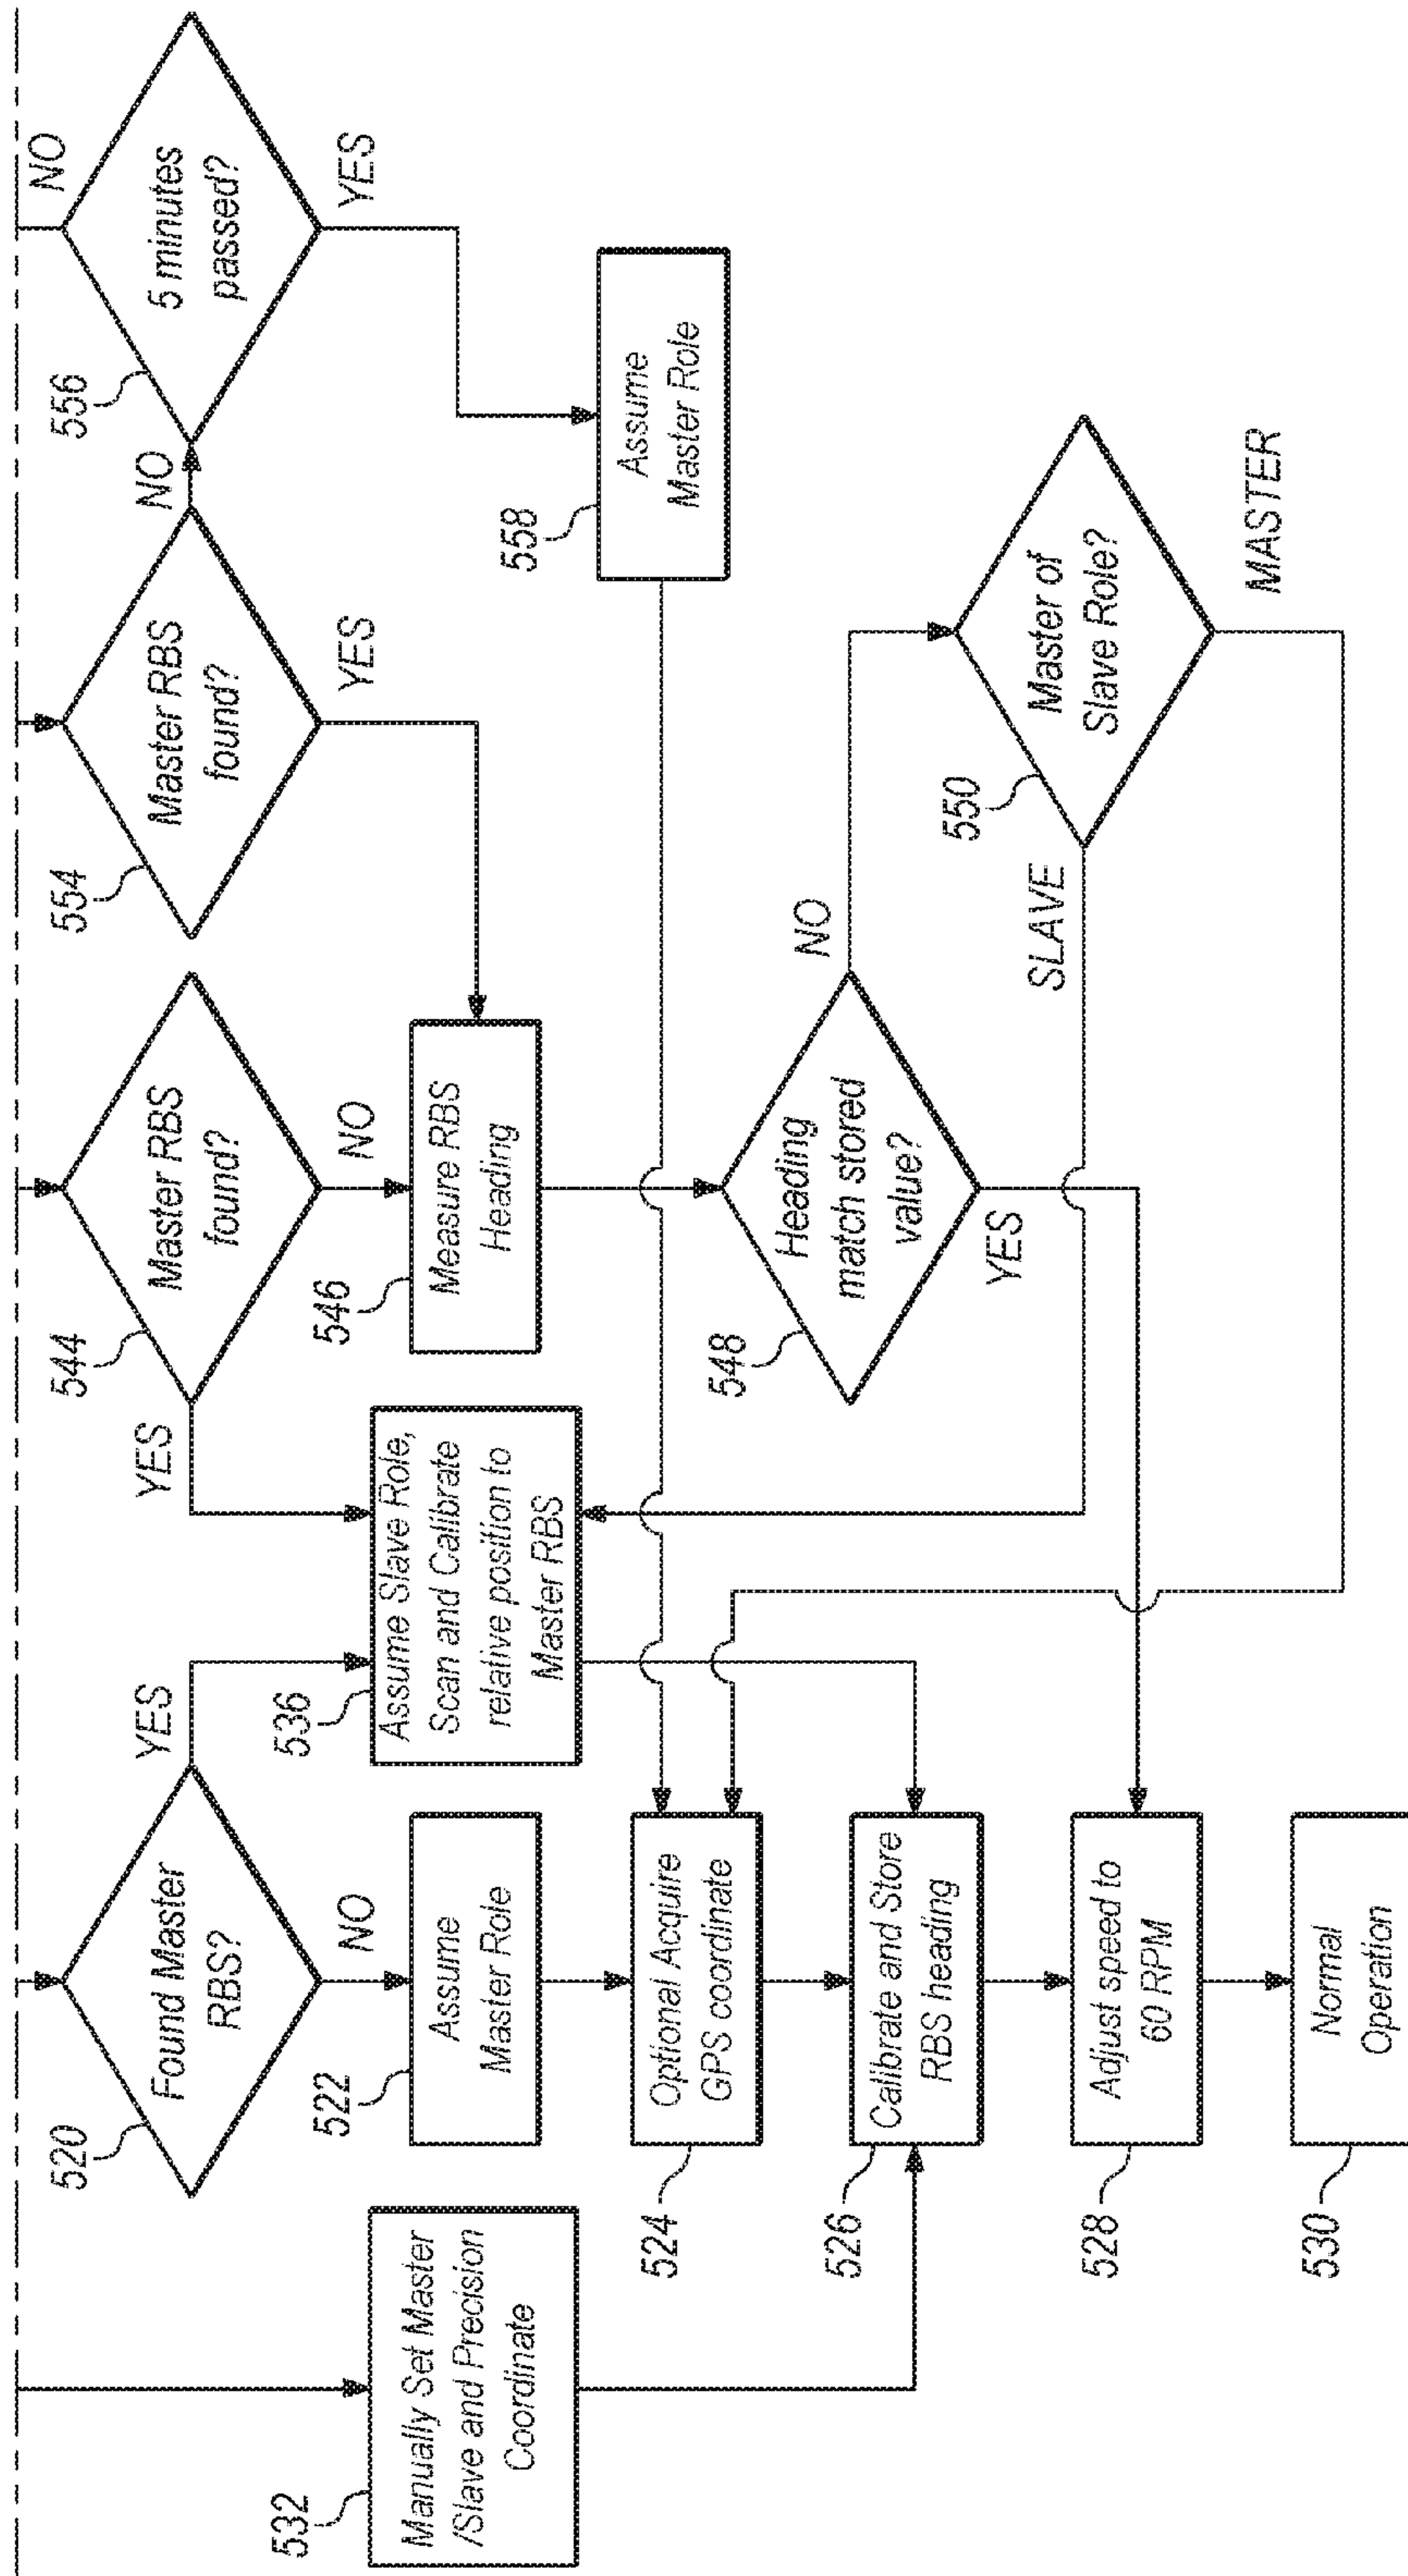 532
Manually Set Master
/Slave and Precision
Coordinate
520
Found Master
RBS?
YES
NO
522
Assume
Master Role
524
Optional Acquire
GPS coordinate
526
Calibrate and Store
RBS heading
528
Adjust speed to
60 RPM
530
Normal
Operation
536
Assume Slave Role,
Scan and Calibrate
relative position to
Master RBS
544
Master RBS
found?
YES
NO
546
Measure RBS
Heading
548
Heading
match stored
value?
NO
YES
554
Master RBS
found?
NO
YES
556
5 minutes
passed?
NO
YES
558
Assume
Master Role
550
Master of
Slave Role?
SLAVE
MASTER